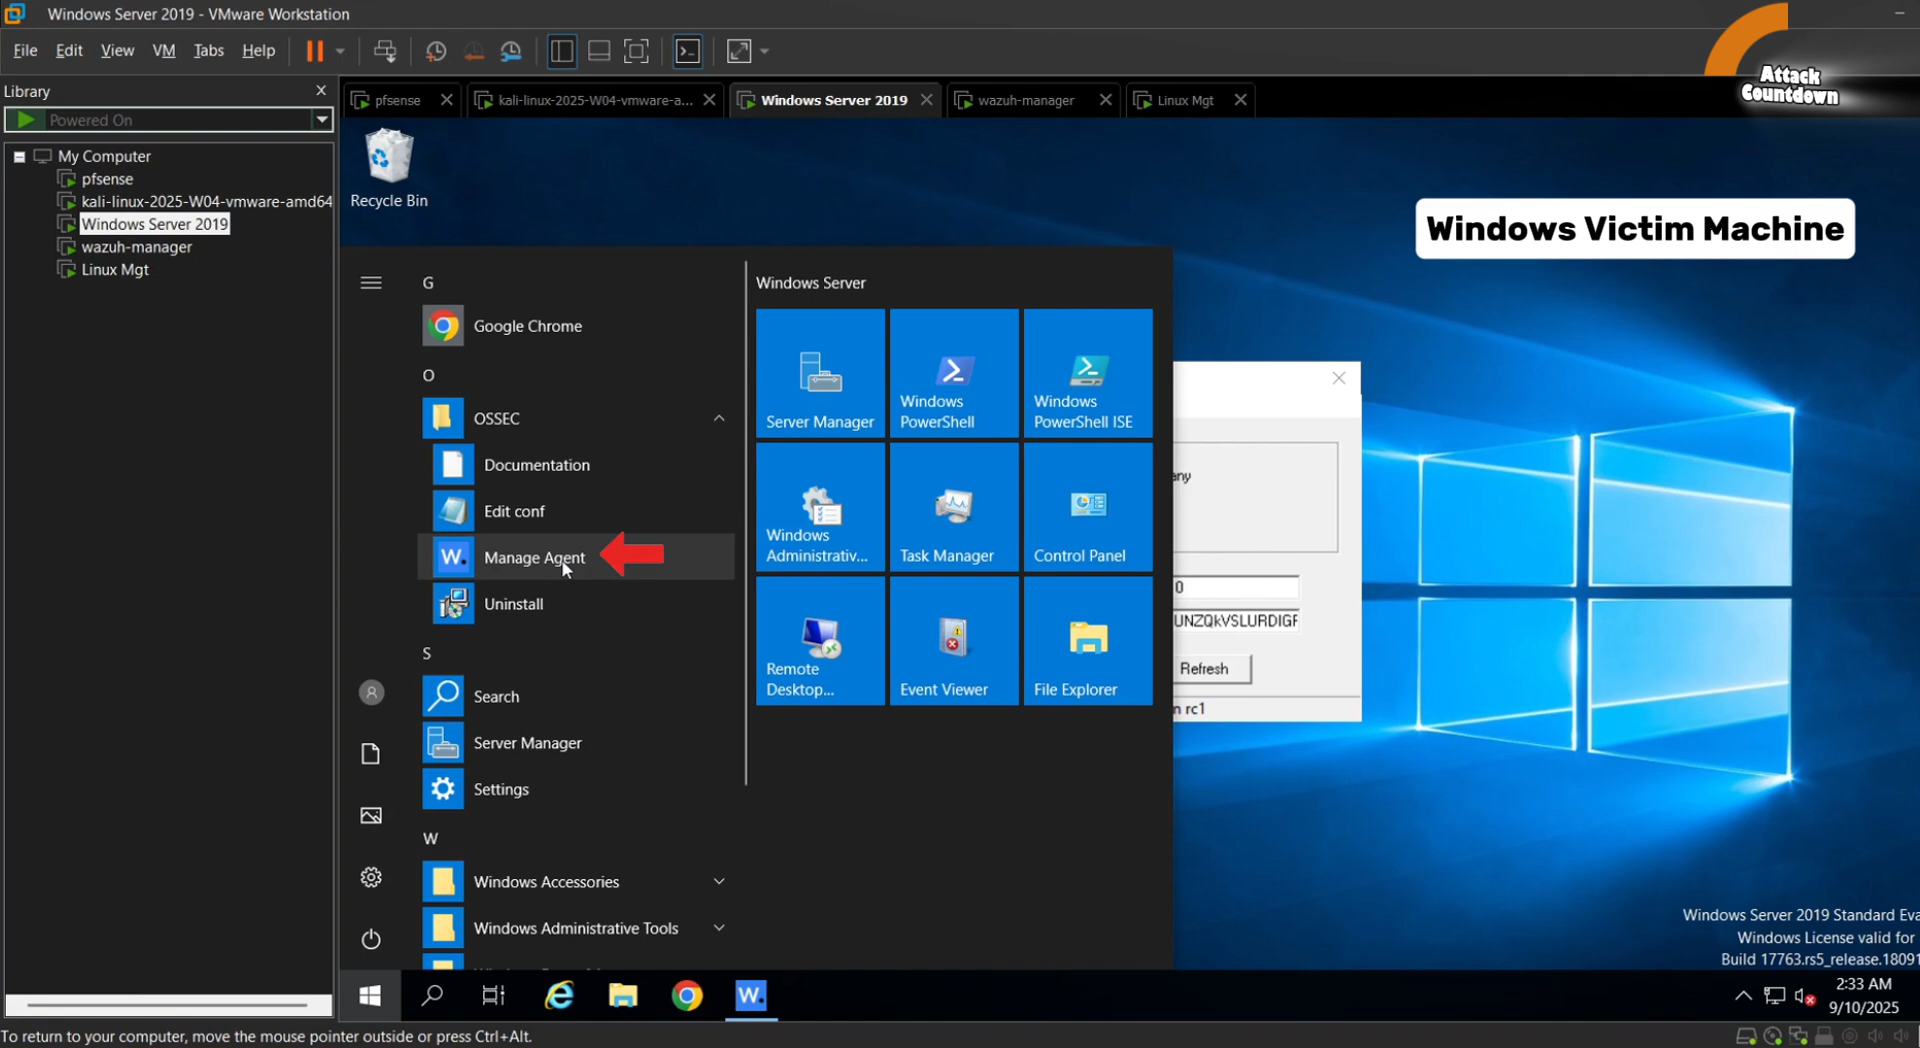 Windows Server 2019 - VMware Workstation
File Edit View VM Tabs Help
Attack
Countdown
Library
Powered On
My Computer
pfsense
kali-linux-2025-W04-vmware-amd64
Windows Server 2019
wazuh-manager
Linux Mgt
pfsense
kali-linux-2025-W04-vmware-a...
Windows Server 2019
wazuh-manager
Linux Mgt
Recycle Bin
Windows Victim Machine
G
Google Chrome
O
OSSEC
Documentation
Edit conf
W. Manage Agent
Uninstall
S
Search
Server Manager
Settings
W
Windows Accessories
Windows Administrative Tools
Windows Server
Server Manager
Windows
PowerShell
Windows
PowerShell ISE
Windows
Administrativ...
Task Manager
Control Panel
Remote
Desktop...
Event Viewer
File Explorer
any
0
Refresh
n rc1
Windows Server 2019 Standard Eva
Windows License valid for
Build 17763.rs5_release.18091
W.
2:33 AM
9/10/2025
To return to your computer, move the mouse pointer outside or press Ctrl+Alt.